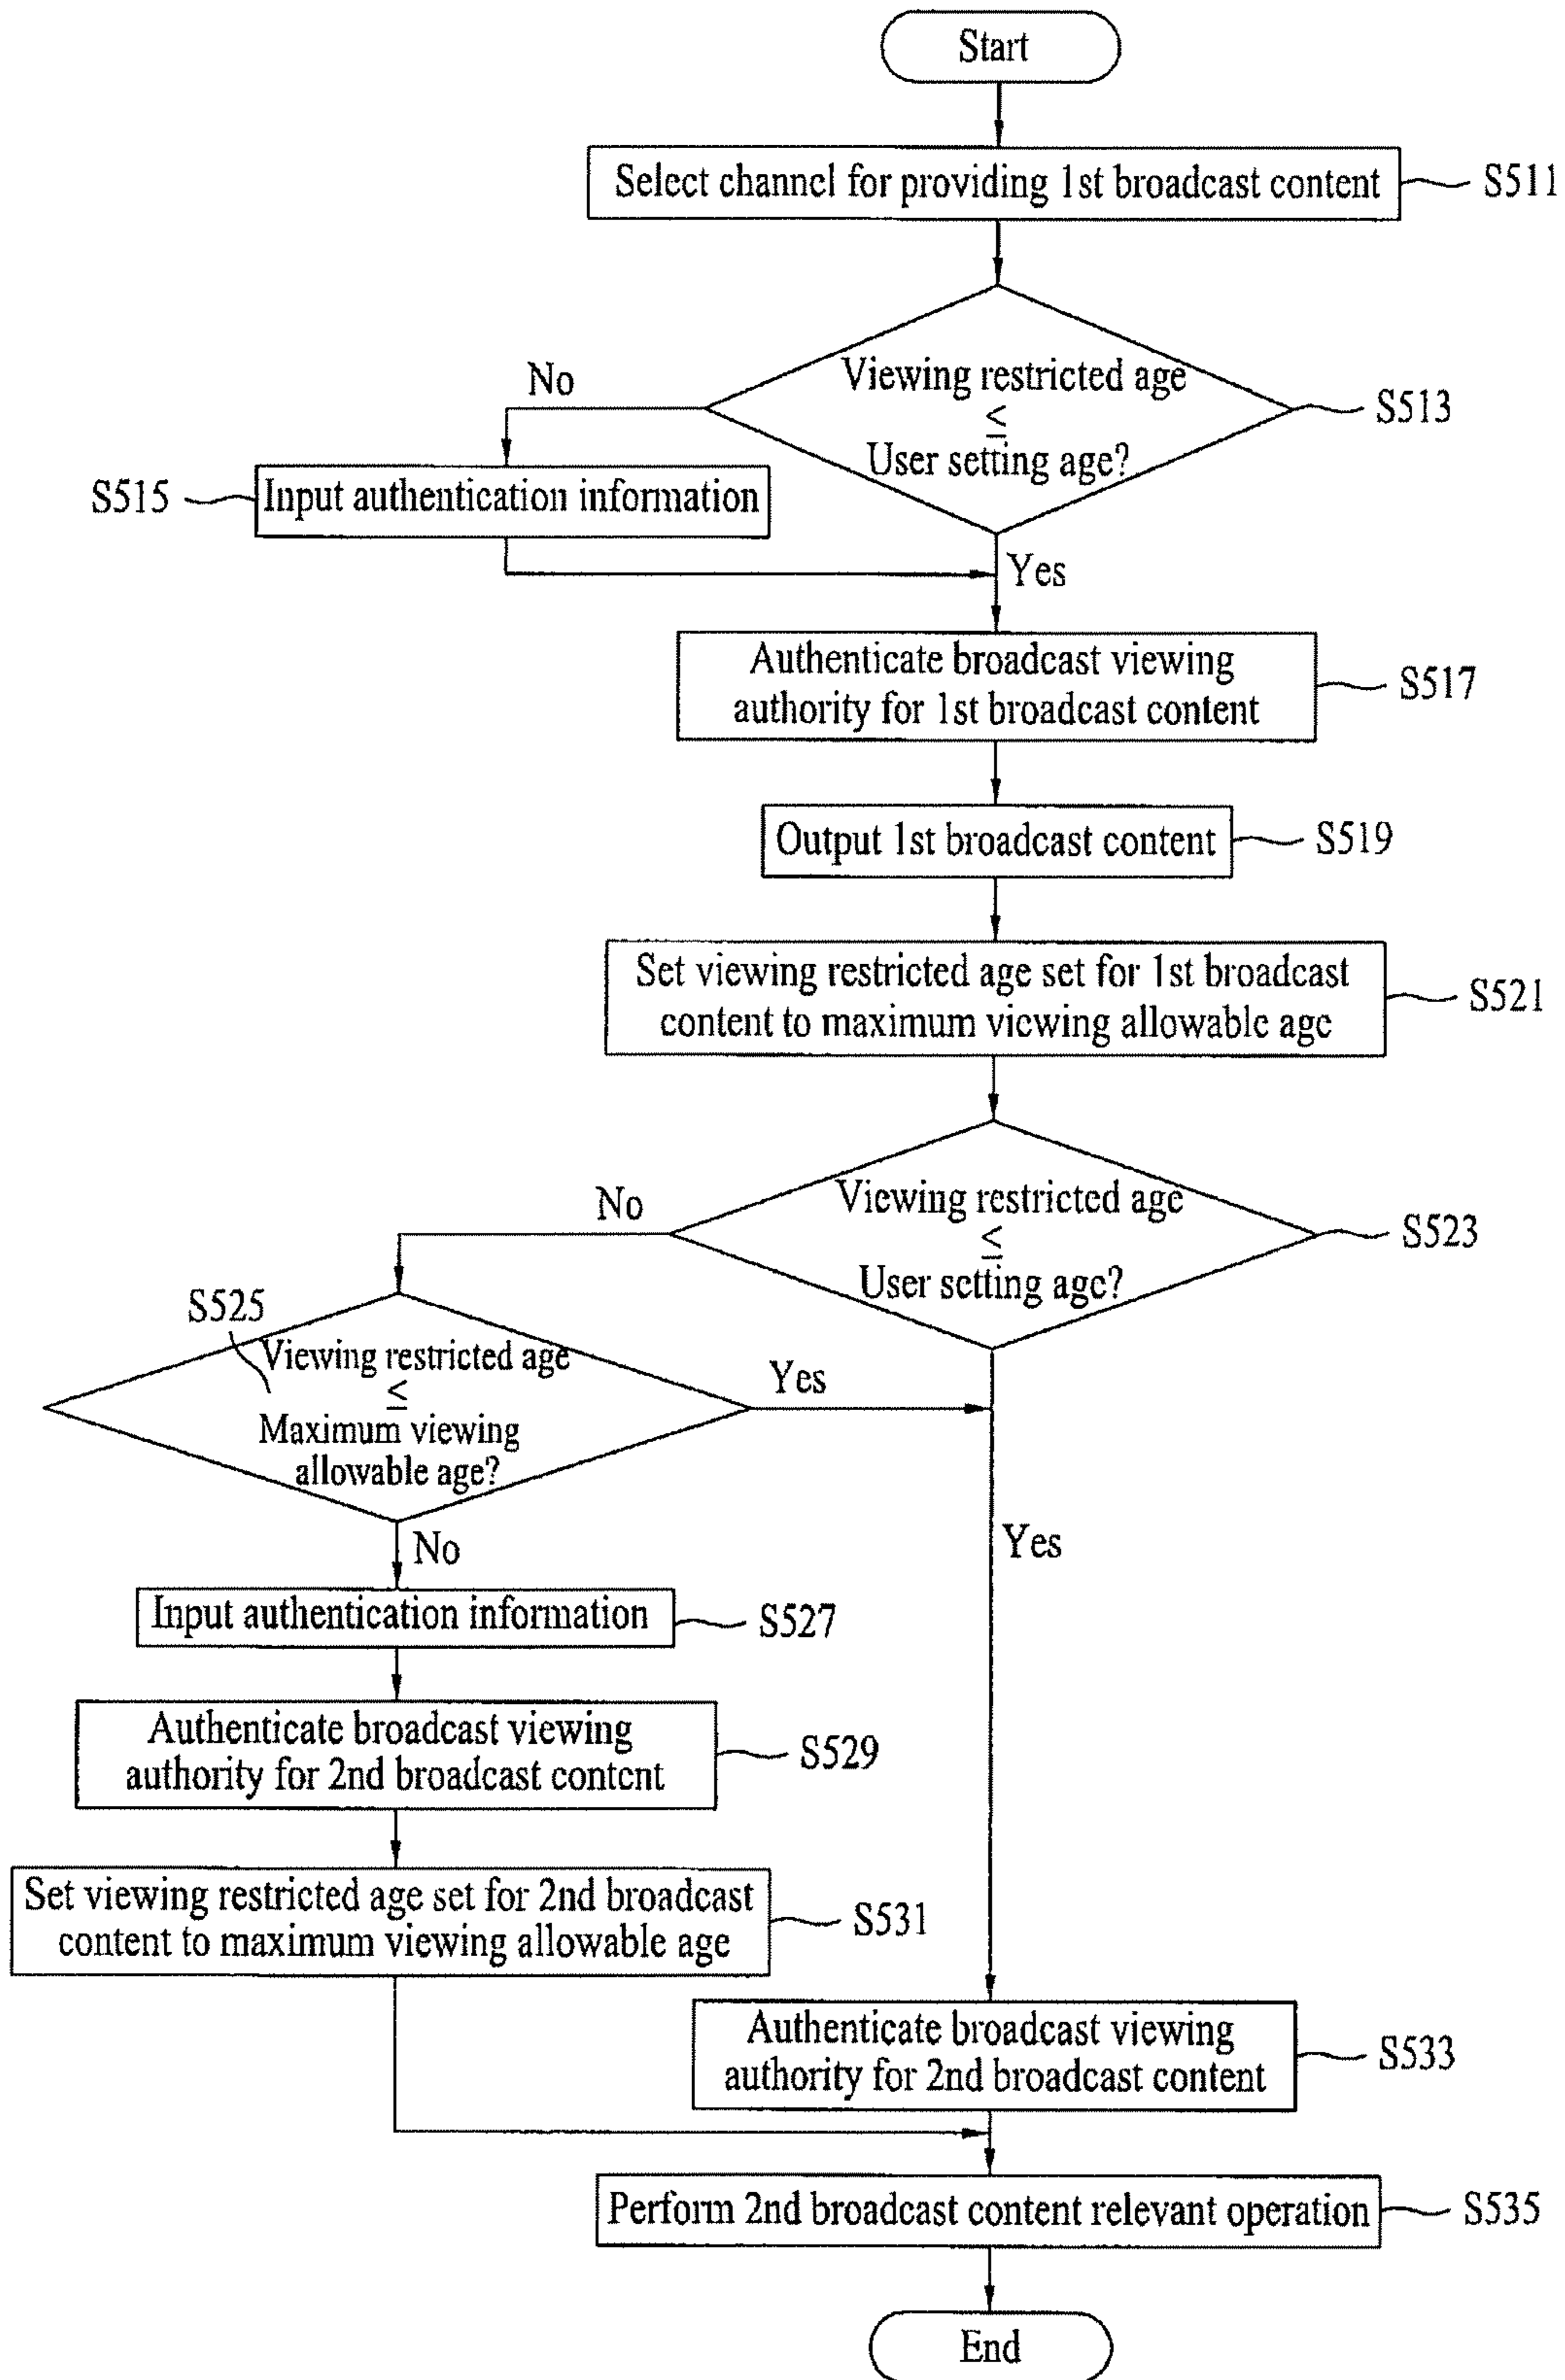 Start
Select channel for providing 1st broadcast content
S511
Viewing restricted age
≤
User setting age?
S513
No
S515
Input authentication information
Yes
Authenticate broadcast viewing
authority for 1st broadcast content
S517
Output 1st broadcast content
S519
Set viewing restricted age set for 1st broadcast
content to maximum viewing allowable age
S521
Viewing restricted age
≤
User setting age?
S523
No
S525
Viewing restricted age
≤
Maximum viewing
allowable age?
Yes
No
Yes
Input authentication information
S527
Authenticate broadcast viewing
authority for 2nd broadcast content
S529
Set viewing restricted age set for 2nd broadcast
content to maximum viewing allowable age
S531
Authenticate broadcast viewing
authority for 2nd broadcast content
S533
Perform 2nd broadcast content relevant operation
S535
End